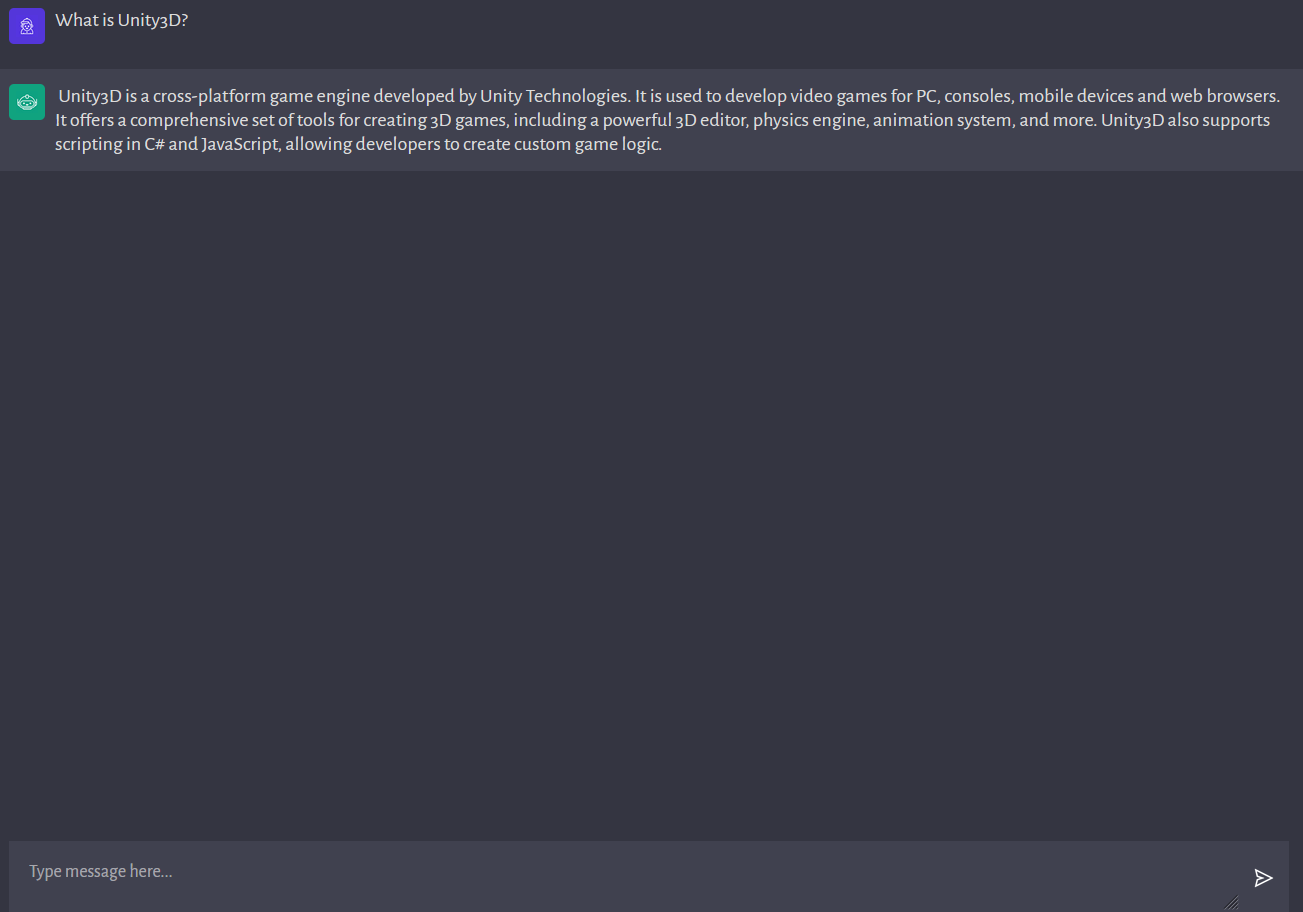 What is Unity3D?
Unity3D is a cross-platform game engine developed by Unity Technologies. It is used to develop video games for PC, consoles, mobile devices and web browsers.
It offers a comprehensive set of tools for creating 3D games, including a powerful 3D editor, physics engine, animation system, and more. Unity3D also supports
scripting in C# and JavaScript, allowing developers to create custom game logic.
Type message here...